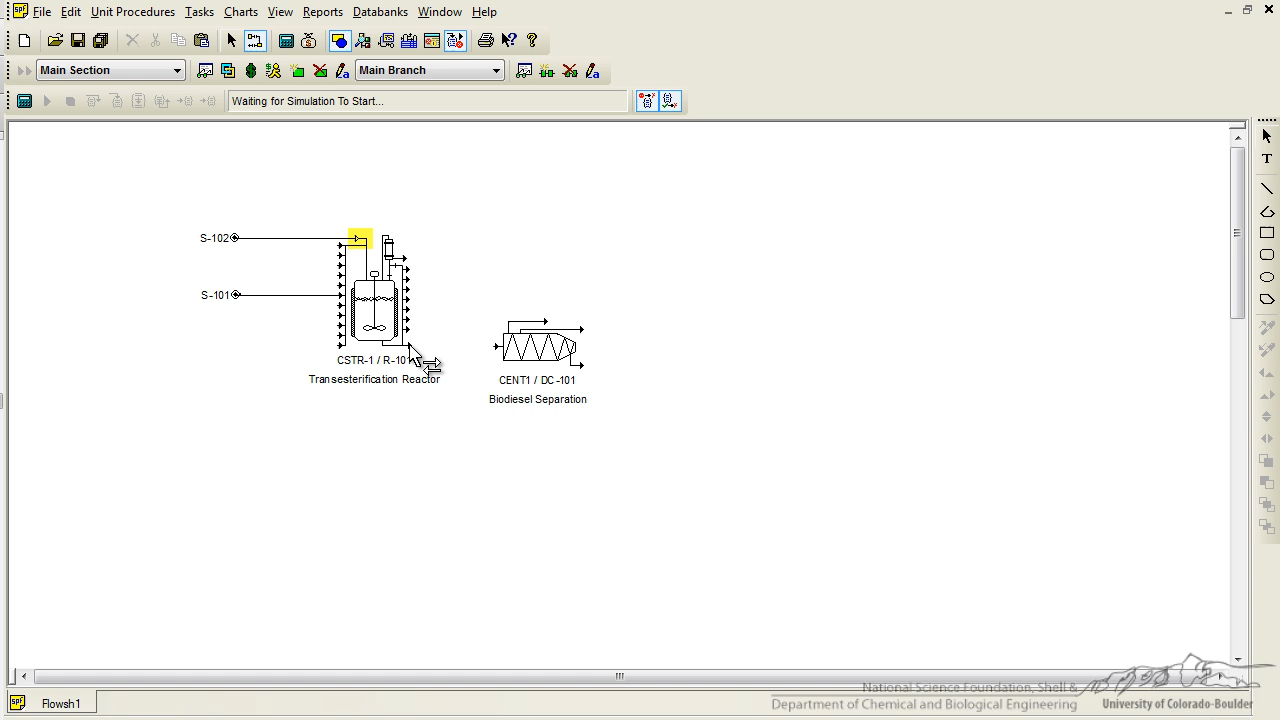 File Edit Unit Procedures Tasks Charts View Reports Databanks Window Help
Main Section Main Branch
Waiting for Simulation To Start...
S-102
S-101
CSTR-1 / R-101
Transesterification Reactor
CENT1 / DC-101
Biodiesel Separation
National Science Foundation, Shell &
Department of Chemical and Biological Engineering
University of Colorado-Boulder
Flowsh1